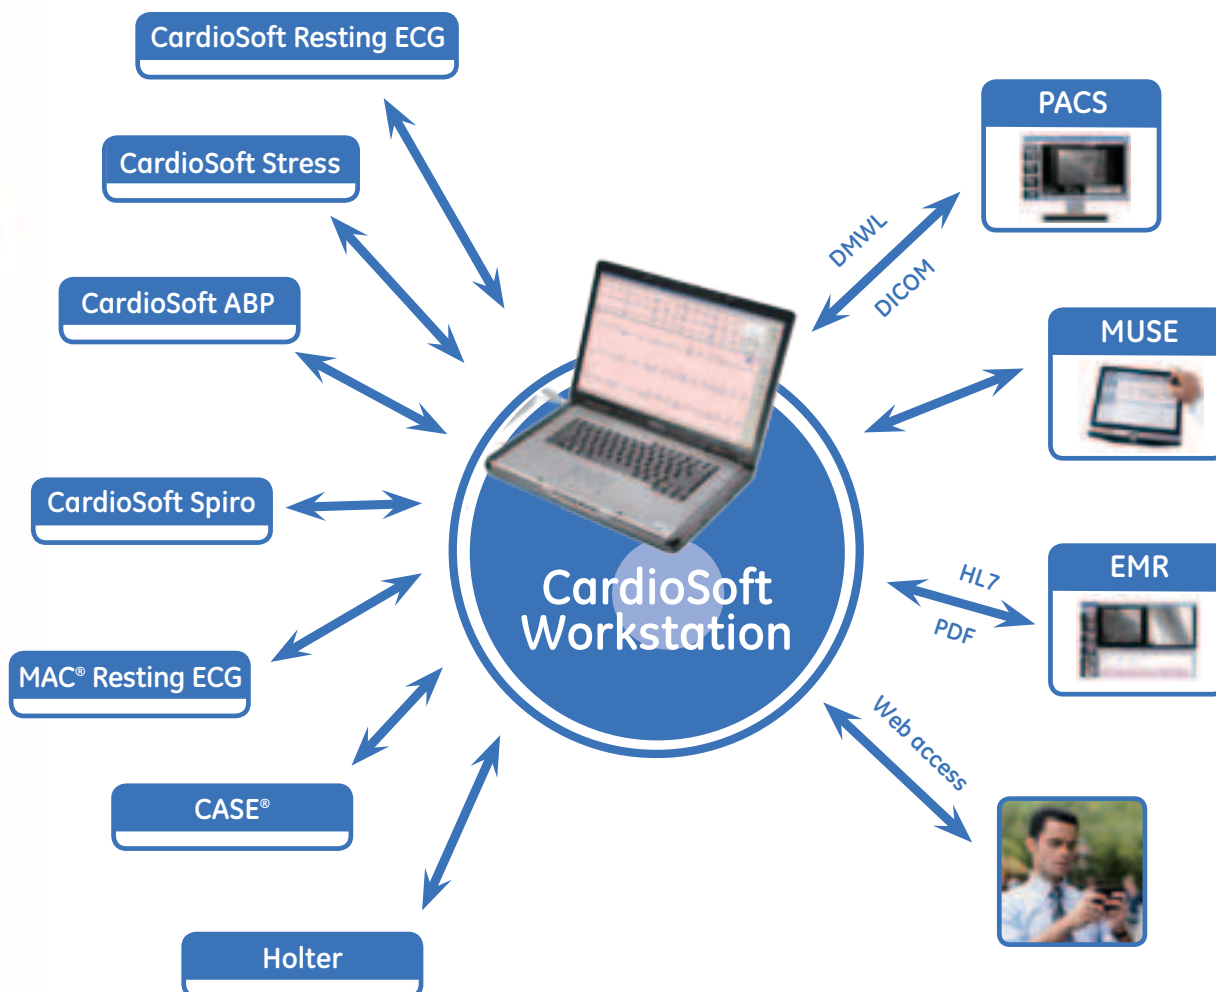 CardioSoft Resting ECG
CardioSoft Stress
CardioSoft ABP
CardioSoft Spiro
MAC® Resting ECG
CASE®
Holter
CardioSoft
Workstation
PACS
DMWL
DICOM
MUSE
EMR
HL7
PDF
Web access